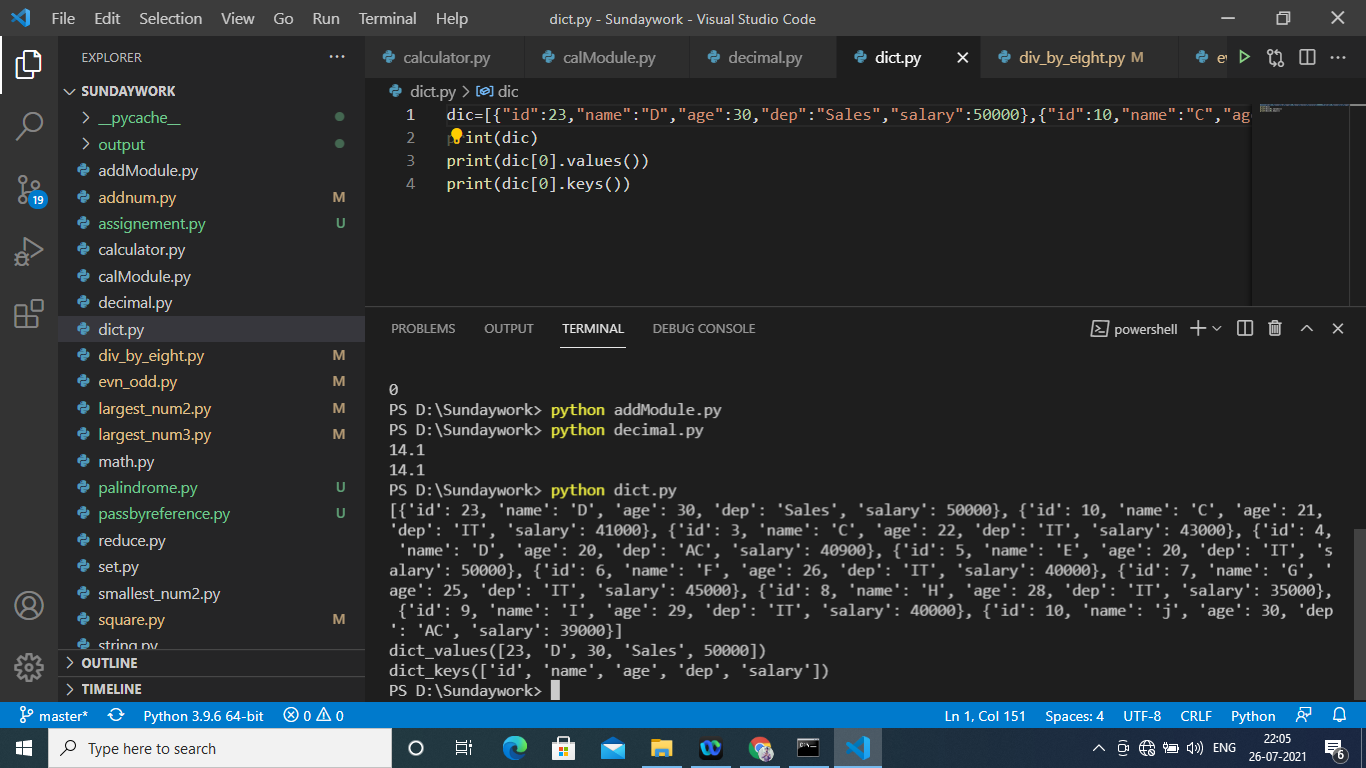 File Edit Selection View Go Run Terminal Help dict.py - Sundaywork - Visual Studio Code
EXPLORER
calculator.py calModule.py decimal.py dict.py div_by_eight.py M
SUNDAYWORK
__pycache__
output
addModule.py
addnum.py M
assignement.py U
calculator.py
calModule.py
decimal.py
dict.py
div_by_eight.py M
evn_odd.py M
largest_num2.py M
largest_num3.py M
math.py
palindrome.py U
passbyreference.py U
reduce.py
set.py
smallest_num2.py
square.py M
string.py
OUTLINE
TIMELINE
19
dict.py > dic
1 dic=[{"id":23,"name":"D","age":30,"dep":"Sales","salary":50000},{"id":10,"name":"C","age
2 print(dic)
3 print(dic[0].values())
4 print(dic[0].keys())
PROBLEMS OUTPUT TERMINAL DEBUG CONSOLE powershell
0
PS D:\Sundaywork> python addModule.py
PS D:\Sundaywork> python decimal.py
14.1
14.1
PS D:\Sundaywork> python dict.py
[{'id': 23, 'name': 'D', 'age': 30, 'dep': 'Sales', 'salary': 50000}, {'id': 10, 'name': 'C', 'age': 21,
'dep': 'IT', 'salary': 41000}, {'id': 3, 'name': 'C', 'age': 22, 'dep': 'IT', 'salary': 43000}, {'id': 4,
'name': 'D', 'age': 20, 'dep': 'AC', 'salary': 40900}, {'id': 5, 'name': 'E', 'age': 20, 'dep': 'IT', 's
alary': 50000}, {'id': 6, 'name': 'F', 'age': 26, 'dep': 'IT', 'salary': 40000}, {'id': 7, 'name': 'G', '
age': 25, 'dep': 'IT', 'salary': 45000}, {'id': 8, 'name': 'H', 'age': 28, 'dep': 'IT', 'salary': 35000},
{'id': 9, 'name': 'I', 'age': 29, 'dep': 'IT', 'salary': 40000}, {'id': 10, 'name': 'j', 'age': 30, 'dep
': 'AC', 'salary': 39000}]
dict_values([23, 'D', 30, 'Sales', 50000])
dict_keys(['id', 'name', 'age', 'dep', 'salary'])
PS D:\Sundaywork>
master* Python 3.9.6 64-bit 0 0 Ln 1, Col 151 Spaces: 4 UTF-8 CRLF Python
Type here to search ENG 22:05
26-07-2021 6